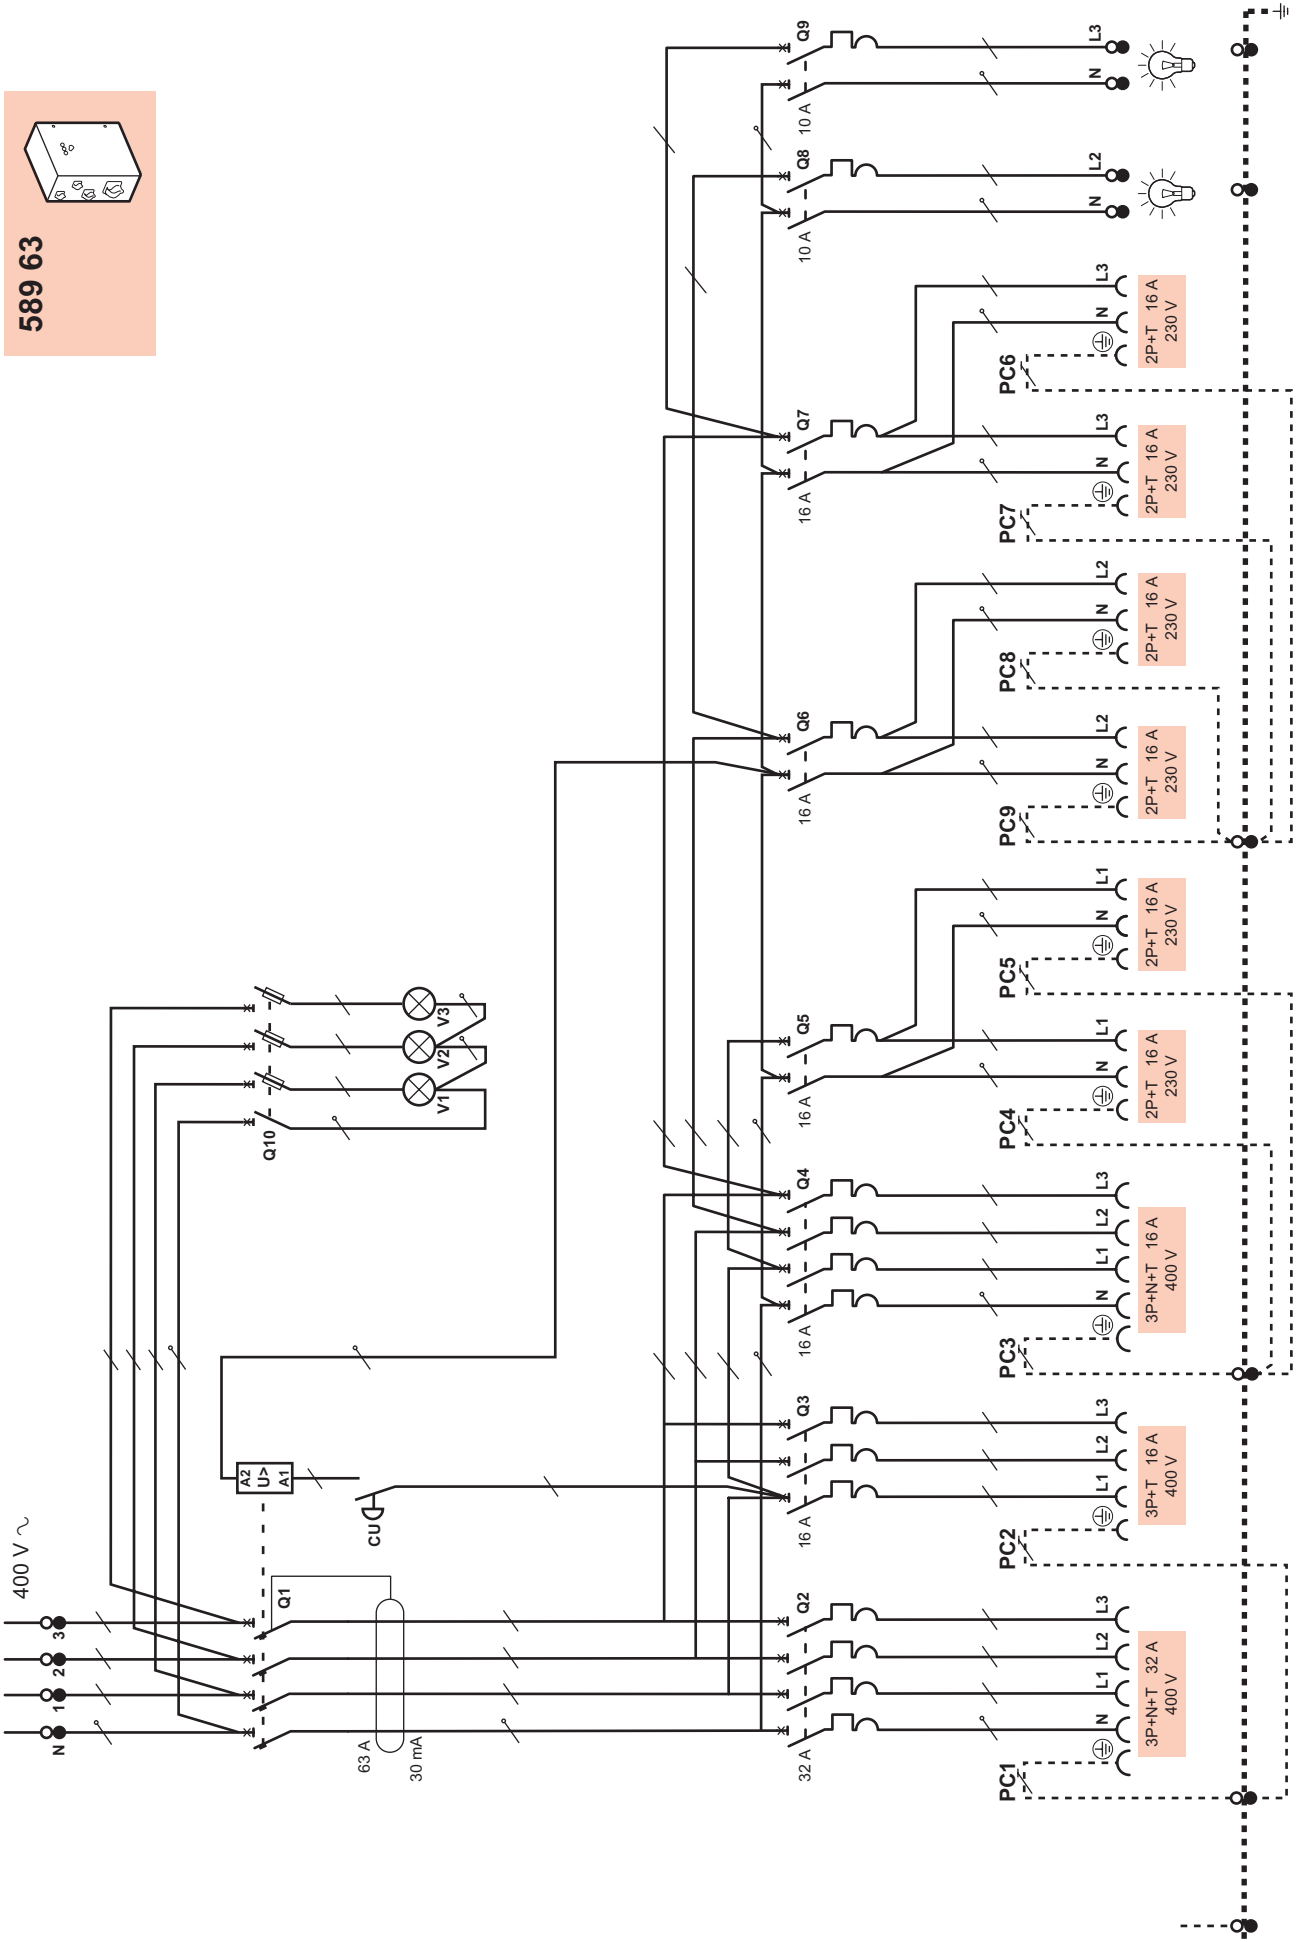 589 63
400 V ~
N
1
2
3
Q1
63 A
30 mA
A2
U>
A1
CU
Q10
V1
V2
V3
Q2
32 A
Q3
16 A
Q4
16 A
Q5
16 A
Q6
16 A
Q7
16 A
Q8
10 A
Q9
10 A
PC1
N
L1
L2
L3
3P+N+T 32 A
400 V
PC2
L1
L2
L3
3P+T 16 A
400 V
PC3
N
L1
L2
L3
3P+N+T 16 A
400 V
PC4
N
L1
2P+T 16 A
230 V
PC5
N
L1
2P+T 16 A
230 V
PC9
N
L2
2P+T 16 A
230 V
PC8
N
L2
2P+T 16 A
230 V
PC7
N
L3
2P+T 16 A
230 V
PC6
N
L3
2P+T 16 A
230 V
N
L2
N
L3